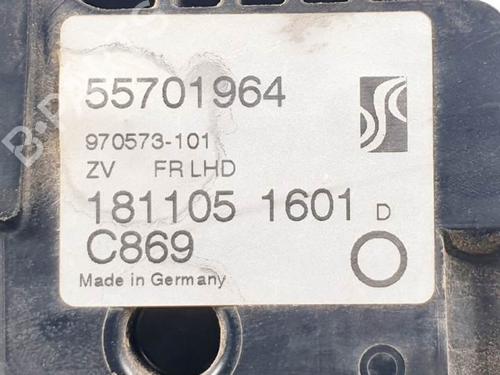 55701964
970573-101
ZV FR LHD
181105 1601 D
C869
Made in Germany